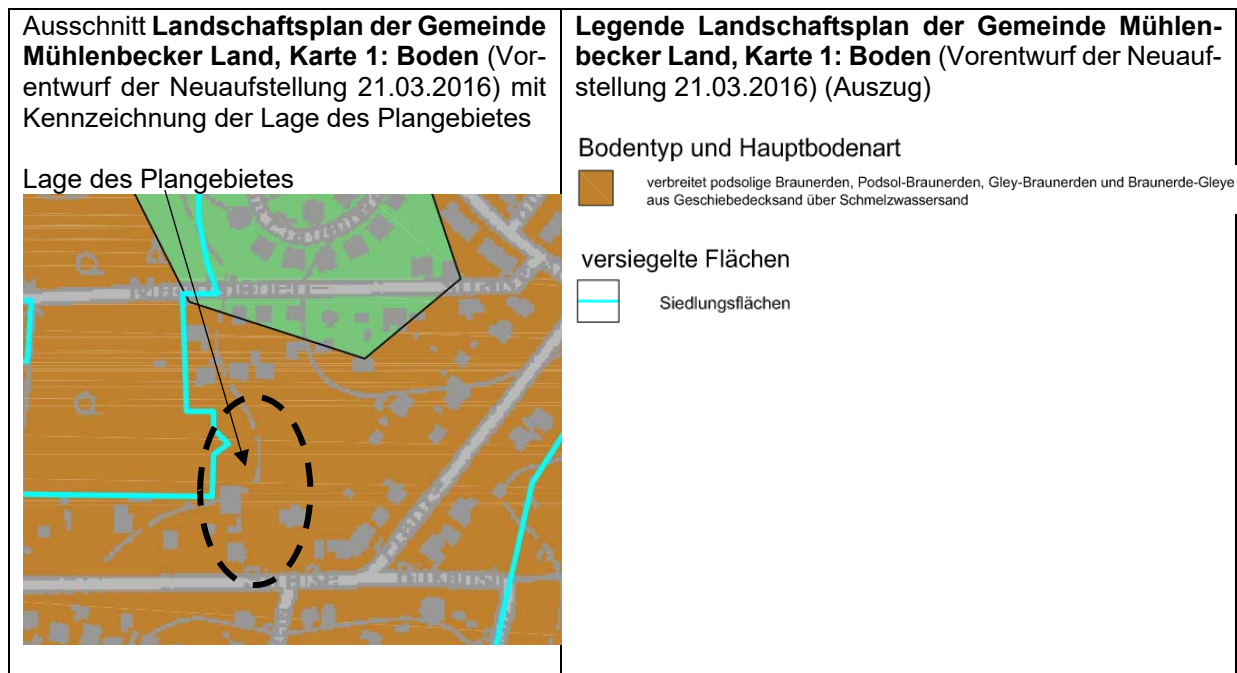 Ausschnitt Landschaftsplan der Gemeinde
Mühlenbecker Land, Karte 1: Boden (Vor-
entwurf der Neuaufstellung 21.03.2016) mit
Kennzeichnung der Lage des Plangebietes
Lage des Plangebietes
Legende Landschaftsplan der Gemeinde Mühlen-
becker Land, Karte 1: Boden (Vorentwurf der Neuauf-
stellung 21.03.2016) (Auszug)
Bodentyp und Hauptbodenart
verbreitet podsolige Braunerden, Podsol-Braunerden, Gley-Braunerden und Braunerde-Gleye
aus Geschiebedecksand über Schmelzwassersand
versiegelte Flächen
Siedlungsflächen